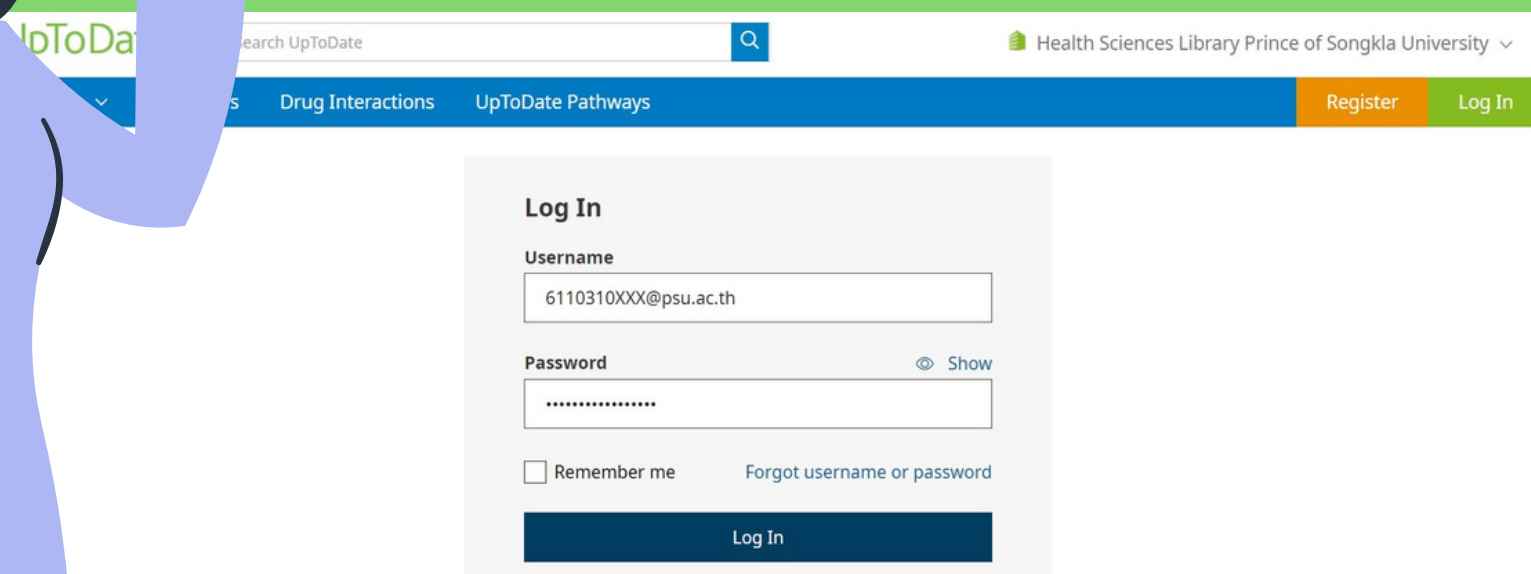 Search UpToDate
Health Sciences Library Prince of Songkla University
Drug Interactions
UpToDate Pathways
Register
Log In
Log In
Username
6110310XXX@psu.ac.th
Password
Show
Remember me
Forgot username or password
Log In